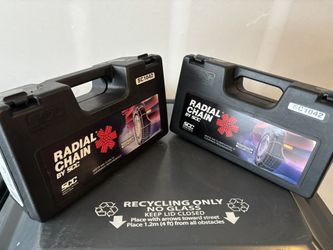 SC1042
RADIAL
CHAIN
BY SCC
SCC
SC1042
RADIAL
CHAIN
BY SCC
SCC
RECYCLING ONLY
NO GLASS
KEEP LID CLOSED
Place with arrows toward street
Place 1.2m (4 ft) from all